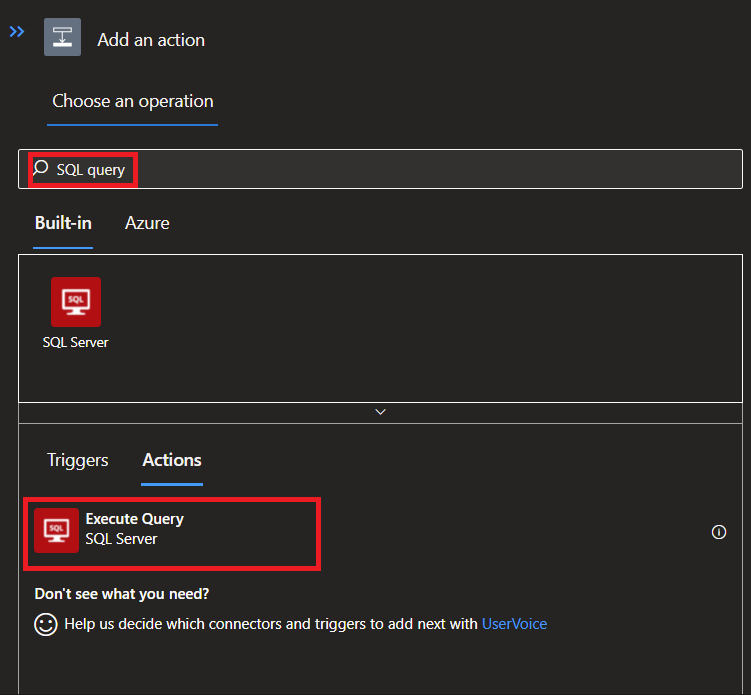 Add an action
Choose an operation
SQL query
Built-in Azure
SQL
SQL Server
Triggers Actions
SQL
Execute Query
SQL Server
Don't see what you need?
Help us decide which connectors and triggers to add next with UserVoice